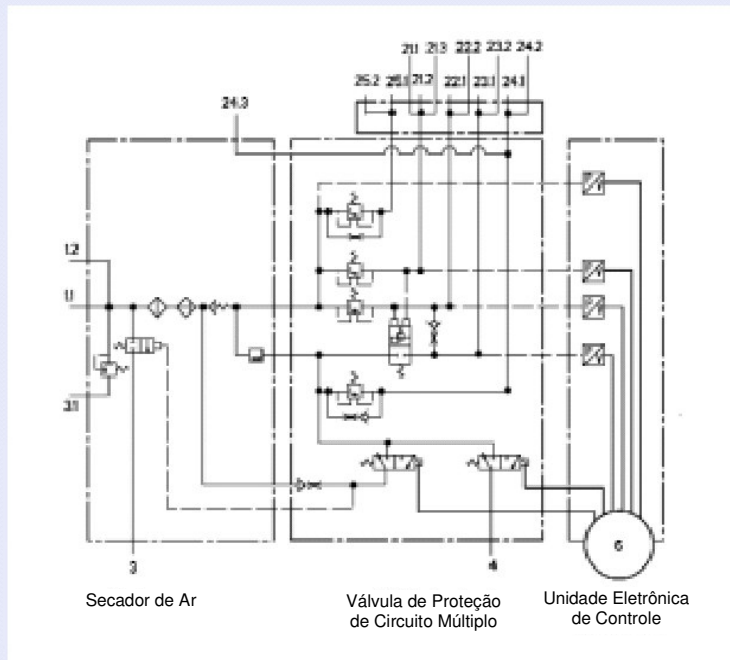 21.1 21.3 22.2 23.2 24.2
25.2 25.1 21.2 22.1 23.1 24.1
24.3
1.2
1.1
3.1
3
4
6
Secador de Ar
Válvula de Proteção
de Circuito Múltiplo
Unidade Eletrônica
de Controle